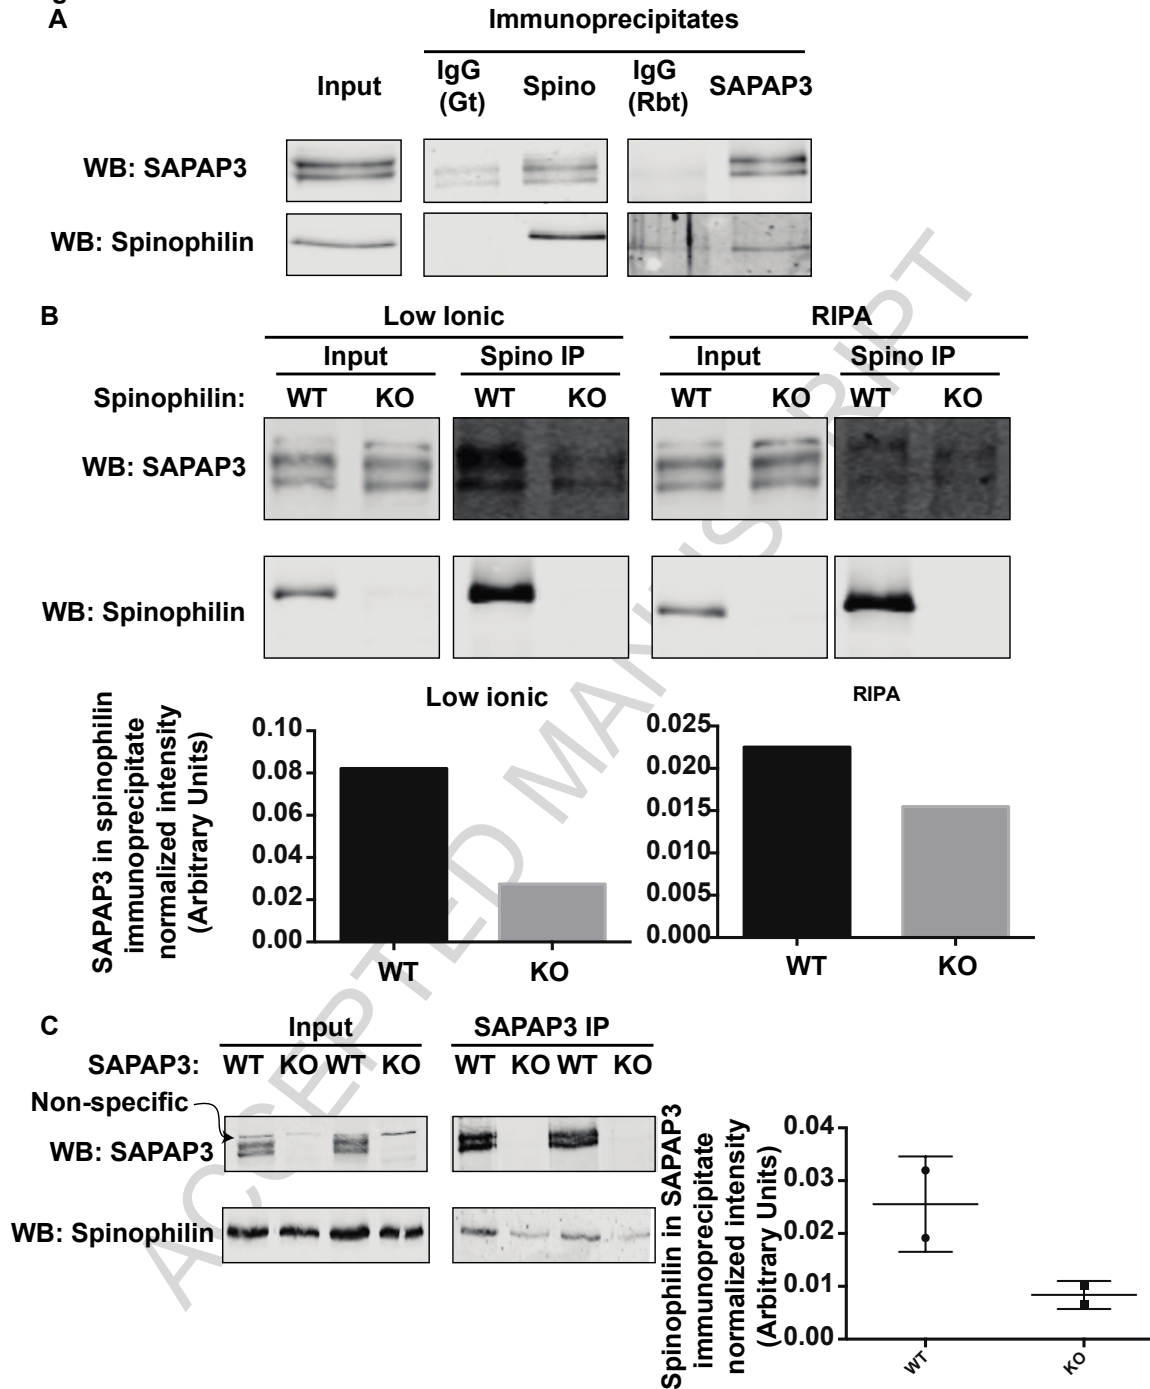 A
Immunoprecipitates
Input
IgG
(Gt)
Spino
IgG
(Rbt)
SAPAP3
WB: SAPAP3
WB: Spinophilin
B
Low Ionic
RIPA
Input
Spino IP
Input
Spino IP
Spinophilin: WT KO WT KO WT KO WT KO
WB: SAPAP3
WB: Spinophilin
SAPAP3 in spinophilin
immunoprecipitate
normalized intensity
(Arbitrary Units)
Low ionic
0.10
0.08
0.06
0.04
0.02
0.00
WT KO
RIPA
0.025
0.020
0.015
0.010
0.005
0.000
WT KO
C
Input
SAPAP3 IP
SAPAP3: WT KO WT KO WT KO WT KO
Non-specific
WB: SAPAP3
WB: Spinophilin
Spinophilin in SAPAP3
immunoprecipitate
normalized intensity
(Arbitrary Units)
0.04
0.03
0.02
0.01
0.00
WT
KO
ACCEPTED MANUSCRIPT